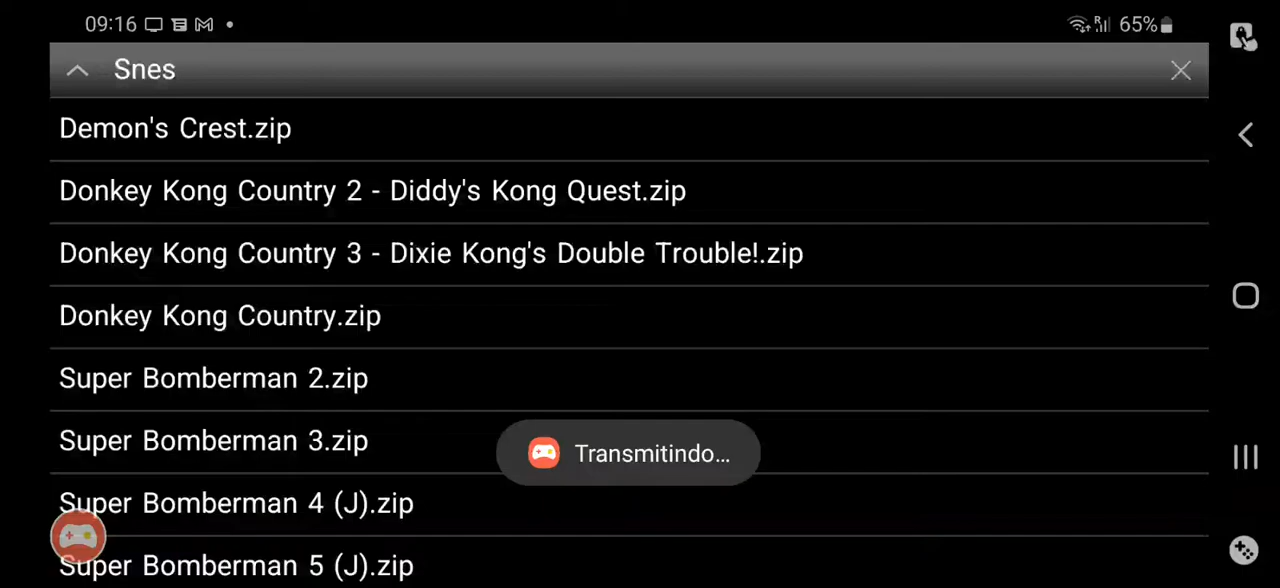 09:16
65%
Snes
Demon's Crest.zip
Donkey Kong Country 2 - Diddy's Kong Quest.zip
Donkey Kong Country 3 - Dixie Kong's Double Trouble!.zip
Donkey Kong Country.zip
Super Bomberman 2.zip
Super Bomberman 3.zip
Transmitindo...
Super Bomberman 4 (J).zip
Super Bomberman 5 (J).zip